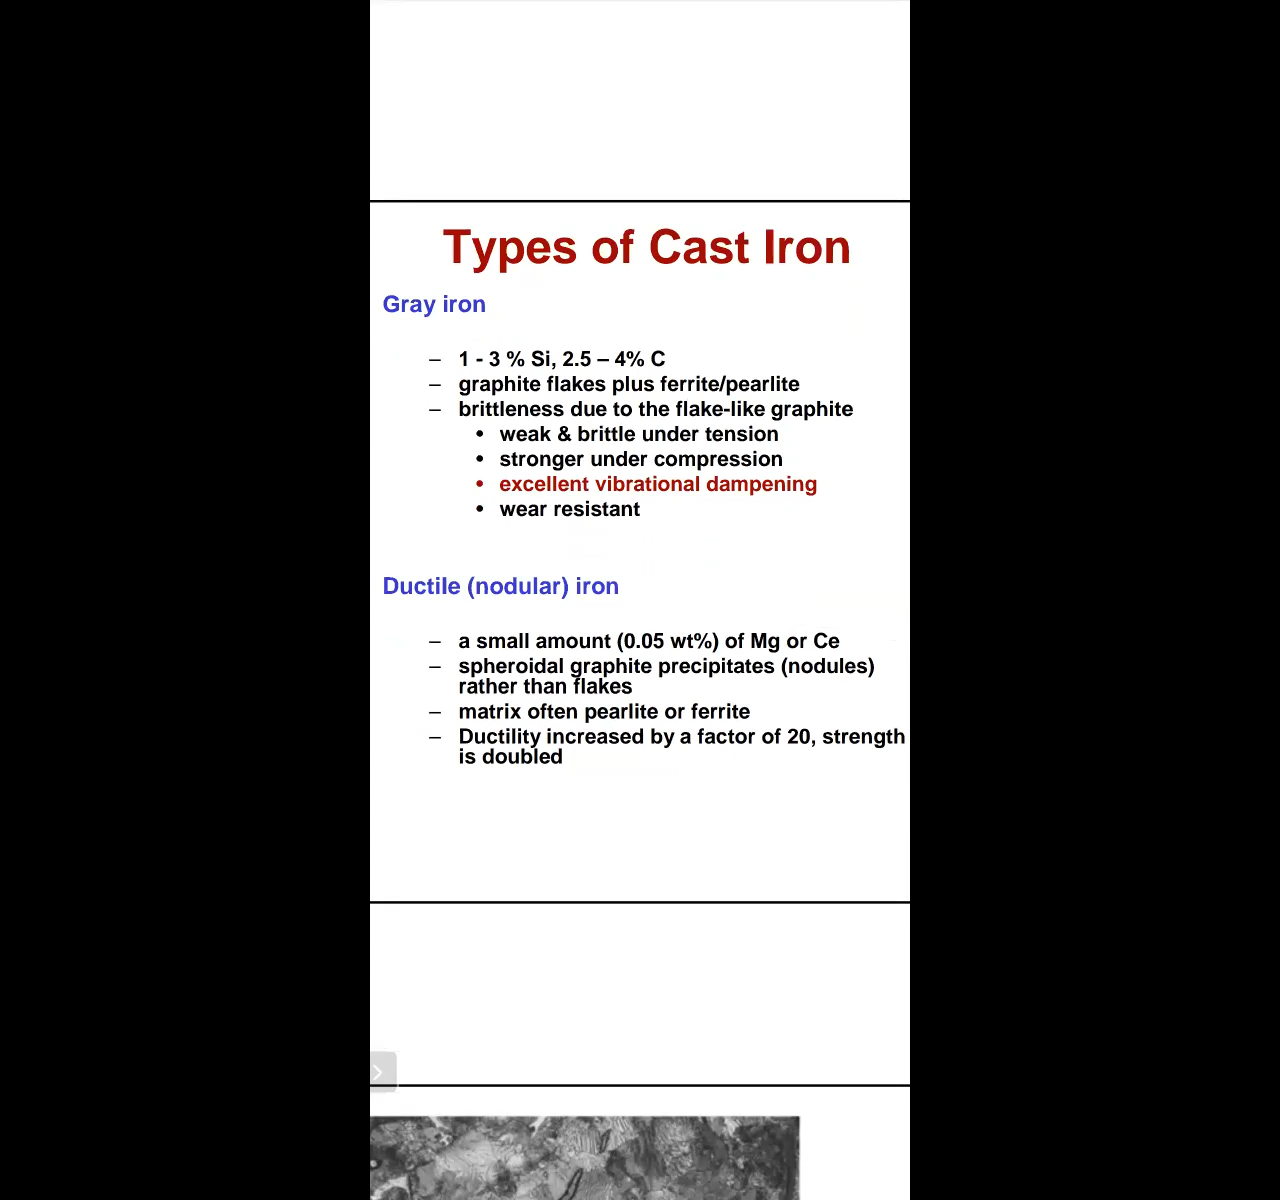 Types of Cast Iron
Gray iron
– 1 - 3 % Si, 2.5 – 4% C
– graphite flakes plus ferrite/pearlite
– brittleness due to the flake-like graphite
• weak & brittle under tension
• stronger under compression
• excellent vibrational dampening
• wear resistant
Ductile (nodular) iron
– a small amount (0.05 wt%) of Mg or Ce
– spheroidal graphite precipitates (nodules)
rather than flakes
– matrix often pearlite or ferrite
– Ductility increased by a factor of 20, strength
is doubled